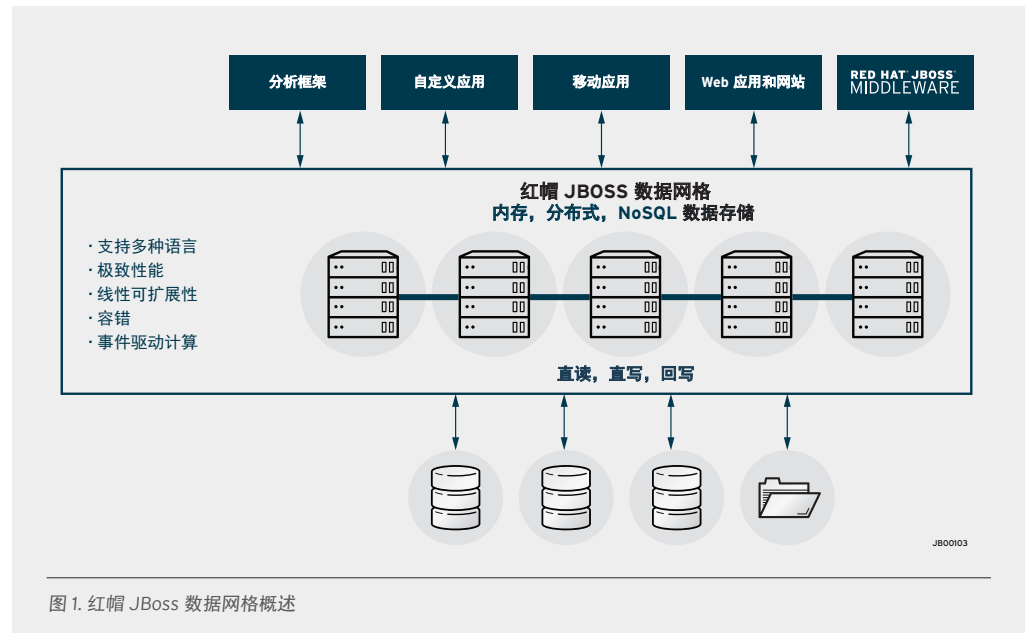 分析框架
自定义应用
移动应用
Web 应用和网站
RED HAT® JBOSS®
MIDDLEWARE
红帽 JBOSS 数据网格
内存，分布式，NoSQL 数据存储
· 支持多种语言
· 极致性能
· 线性可扩展性
· 容错
· 事件驱动计算
直读，直写，回写
JB00103
图 1. 红帽 JBoss 数据网格概述